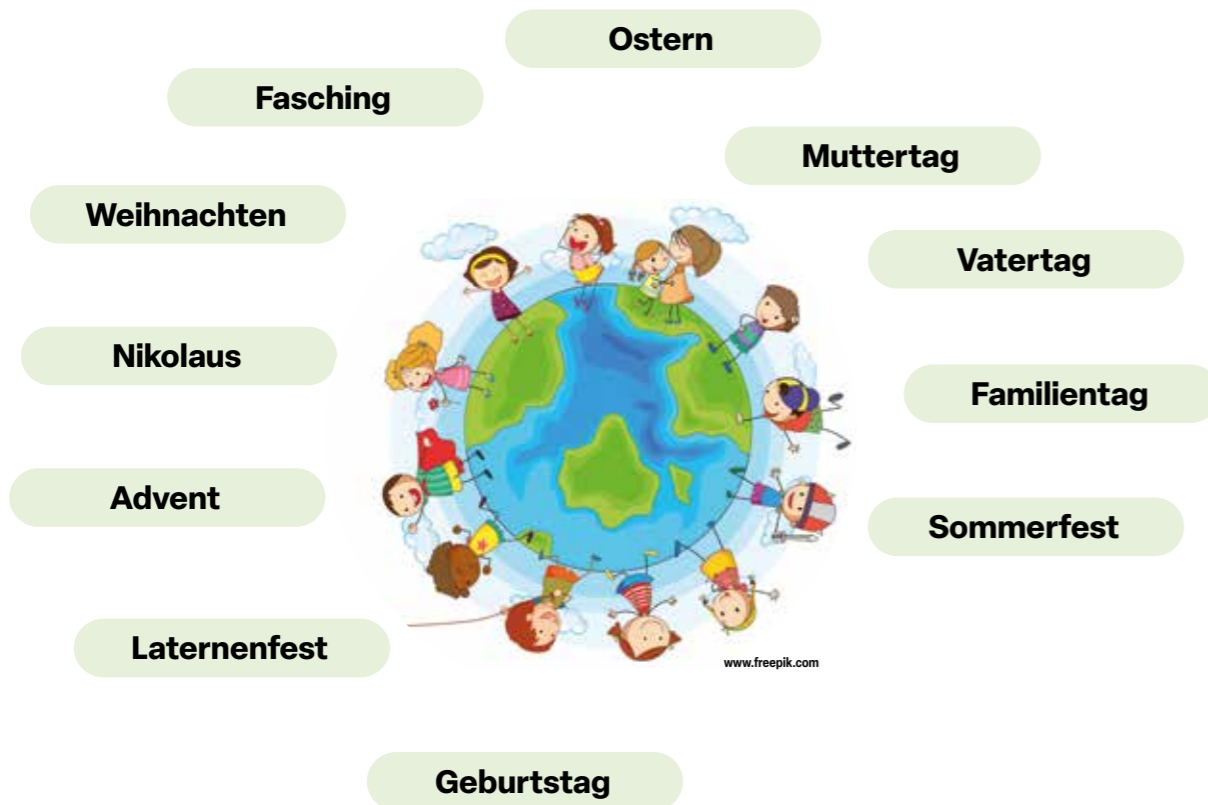 Ostern
Fasching
Muttertag
Weihnachten
Vatertag
Nikolaus
Familientag
Advent
Sommerfest
Laternenfest
www.freepik.com
Geburtstag